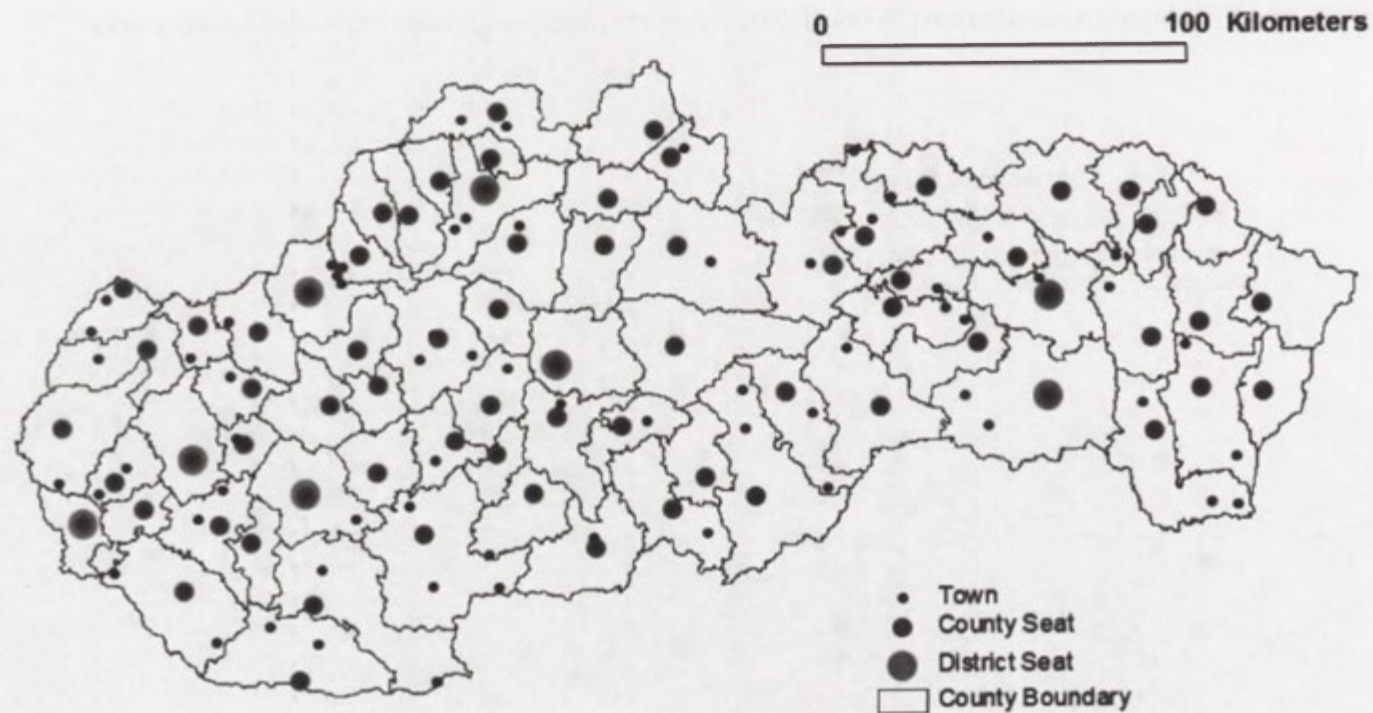 0 100 Kilometers
Town
County Seat
District Seat
County Boundary